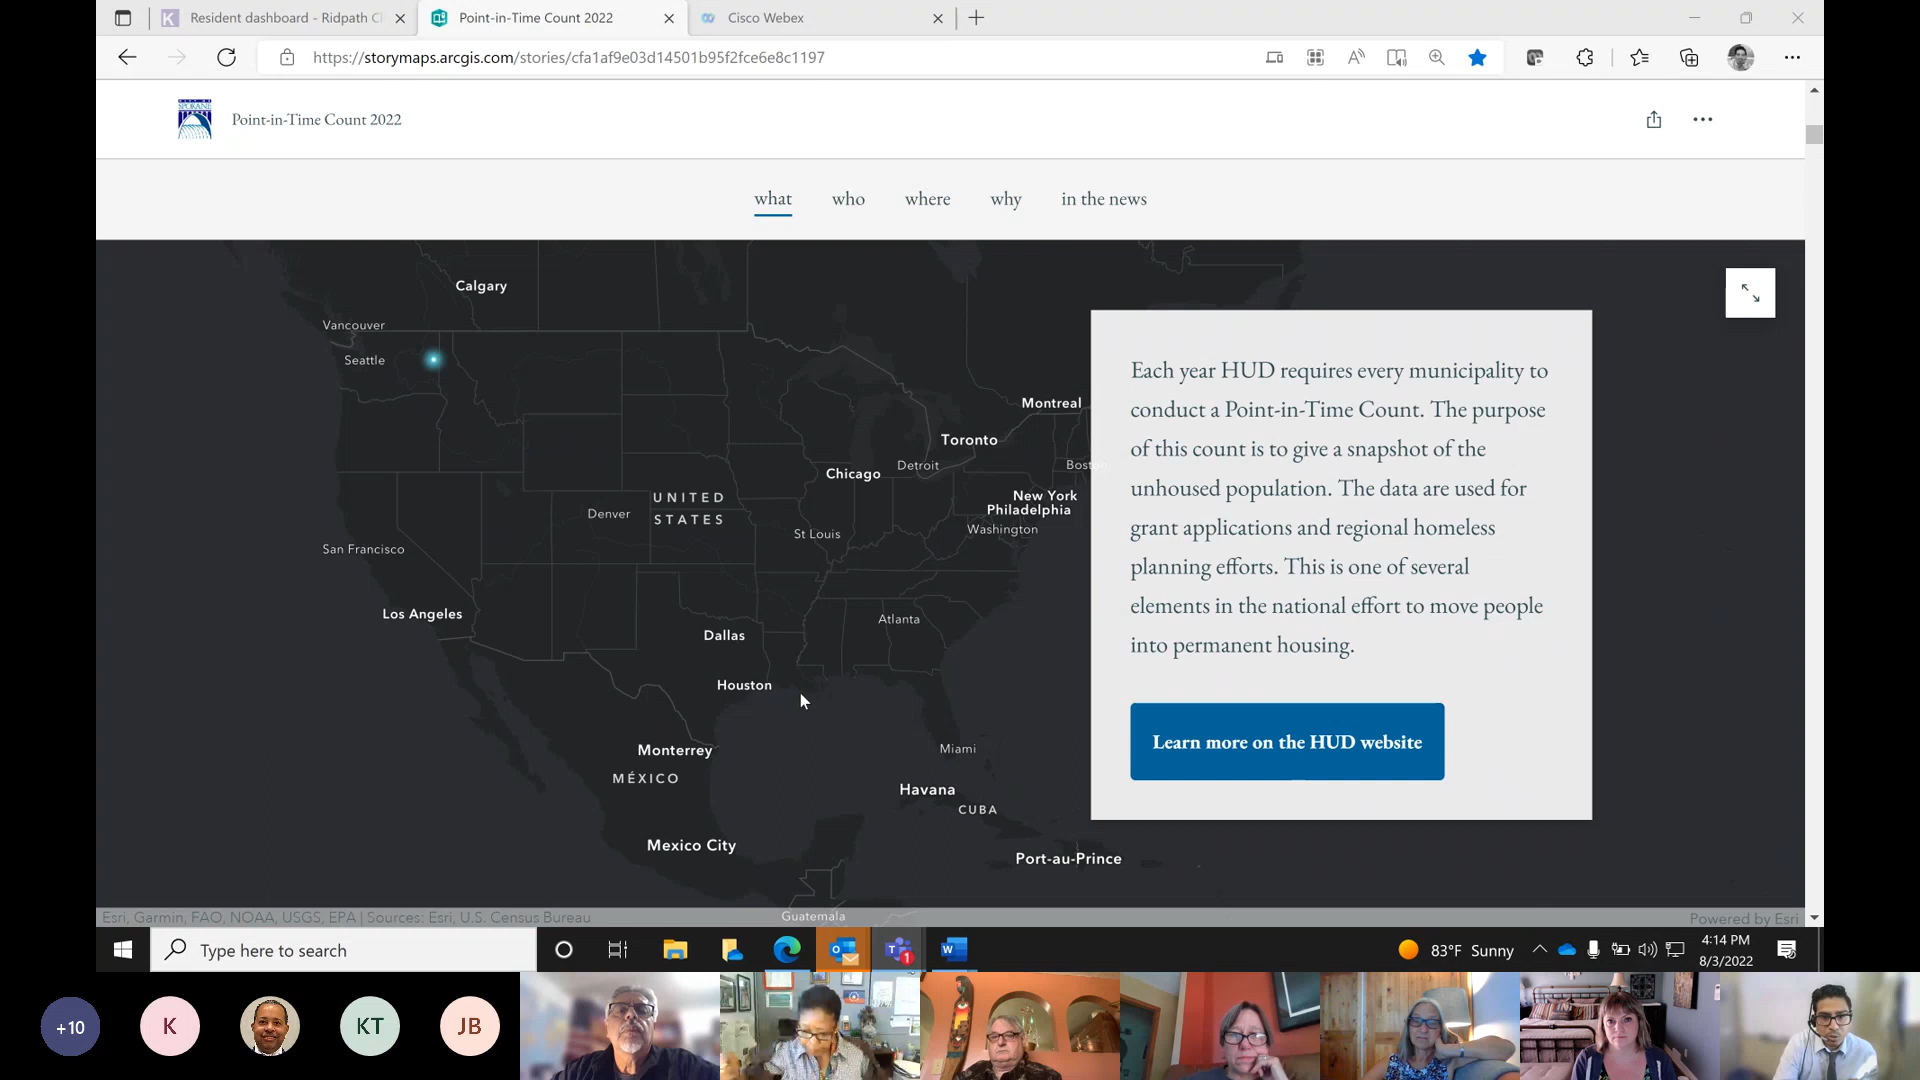 Resident dashboard - Ridpath Cl
Point-in-Time Count 2022
Cisco Webex
https://storymaps.arcgis.com/stories/cfa1af9e03d14501b95f2fce6e8c1197
SPOKANE
Point-in-Time Count 2022
what
who
where
why
in the news
Calgary
Vancouver
Seattle
Montreal
Toronto
Chicago
Detroit
Bosto
New York
Philadelphia
Washington
UNITED
STATES
Denver
St Louis
San Francisco
Los Angeles
Atlanta
Dallas
Houston
Monterrey
MÉXICO
Miami
Havana
CUBA
Mexico City
Port-au-Prince
Guatemala
Each year HUD requires every municipality to
conduct a Point-in-Time Count. The purpose
of this count is to give a snapshot of the
unhoused population. The data are used for
grant applications and regional homeless
planning efforts. This is one of several
elements in the national effort to move people
into permanent housing.
Learn more on the HUD website
Esri, Garmin, FAO, NOAA, USGS, EPA | Sources: Esri, U.S. Census Bureau
Powered by Esri
Type here to search
83°F Sunny
4:14 PM
8/3/2022
+10
K
KT
JB